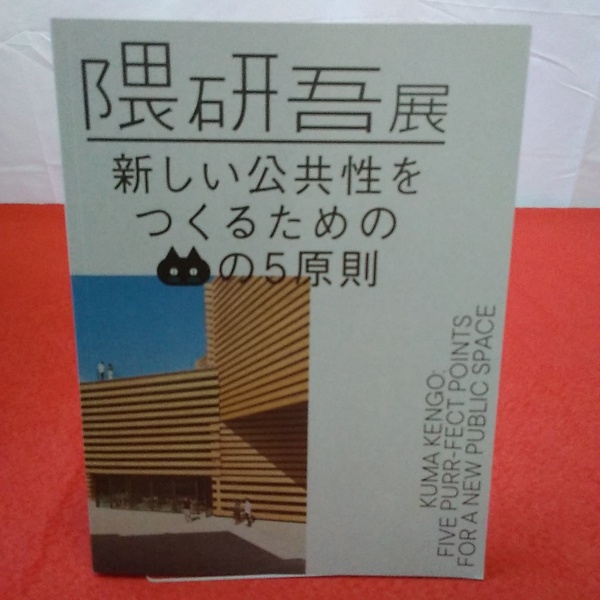 隈研吾展
新しい公共性を
つくるための
の5原則
KUMA KENGO:
FIVE PURR-FECT POINTS
FOR A NEW PUBLIC SPACE